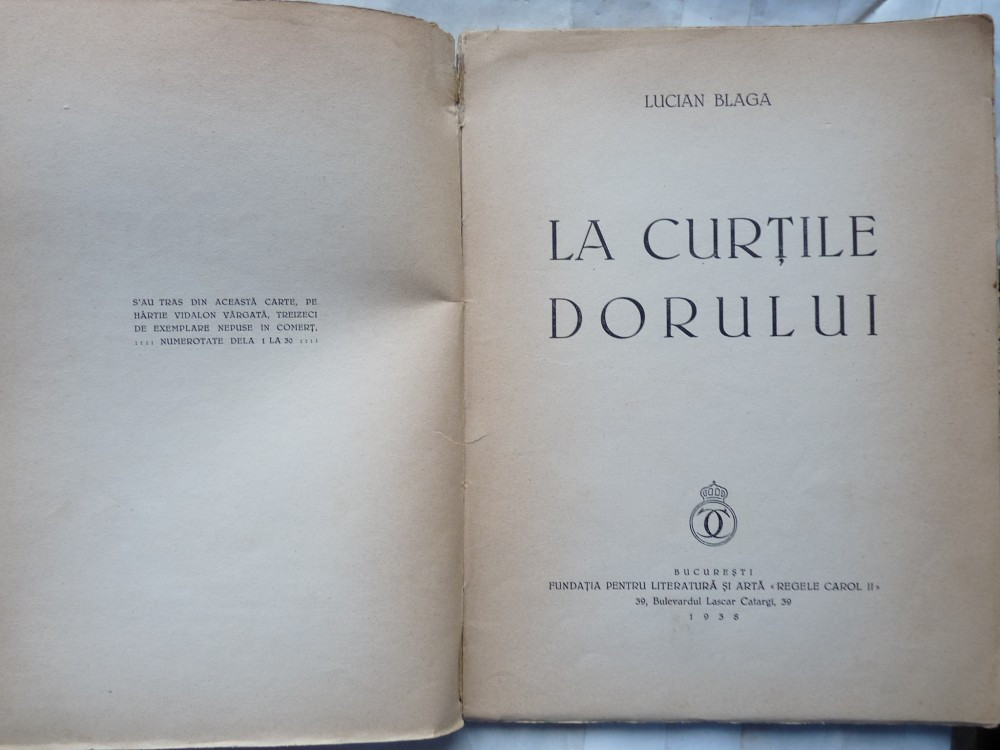 S'AU TRAS DIN ACEASTĂ CARTE, PE
HÂRTIE VIDALON VÂRGATĂ, TREIZECI
DE EXEMPLARE NEPUSE IN COMERȚ,
:::: NUMEROTATE DELA 1 LA 30 ::::
LUCIAN BLAGA
LA CURȚILE
DORULUI
BUCUREȘTI
FUNDAȚIA PENTRU LITERATURĂ ȘI ARTĂ «REGELE CAROL II»
39, Bulevardul Lascar Catargi, 39
1938